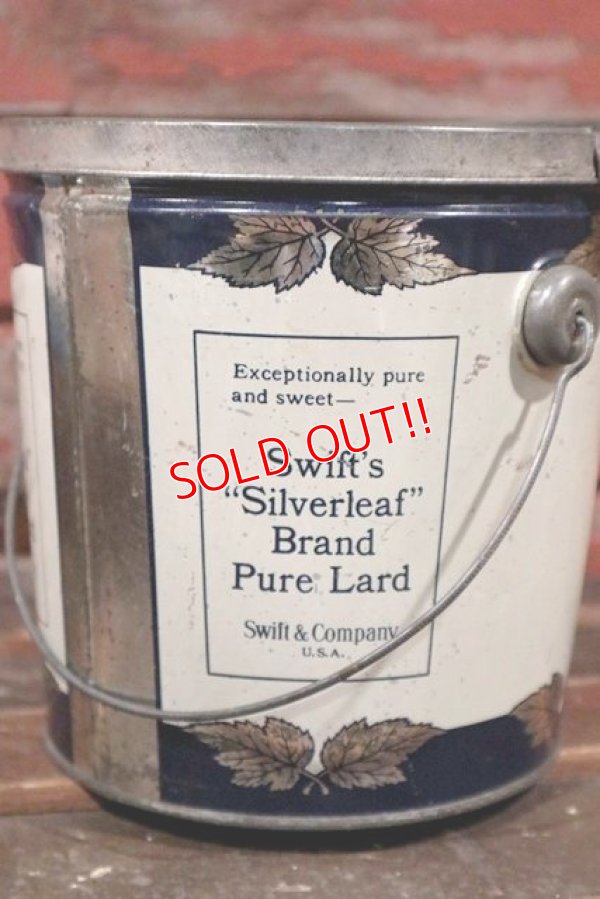 Exceptionally pure
and sweet—
SOLD OUT!!
Swift's
"Silverleaf"
Brand
Pure Lard
Swift & Company
U.S.A.